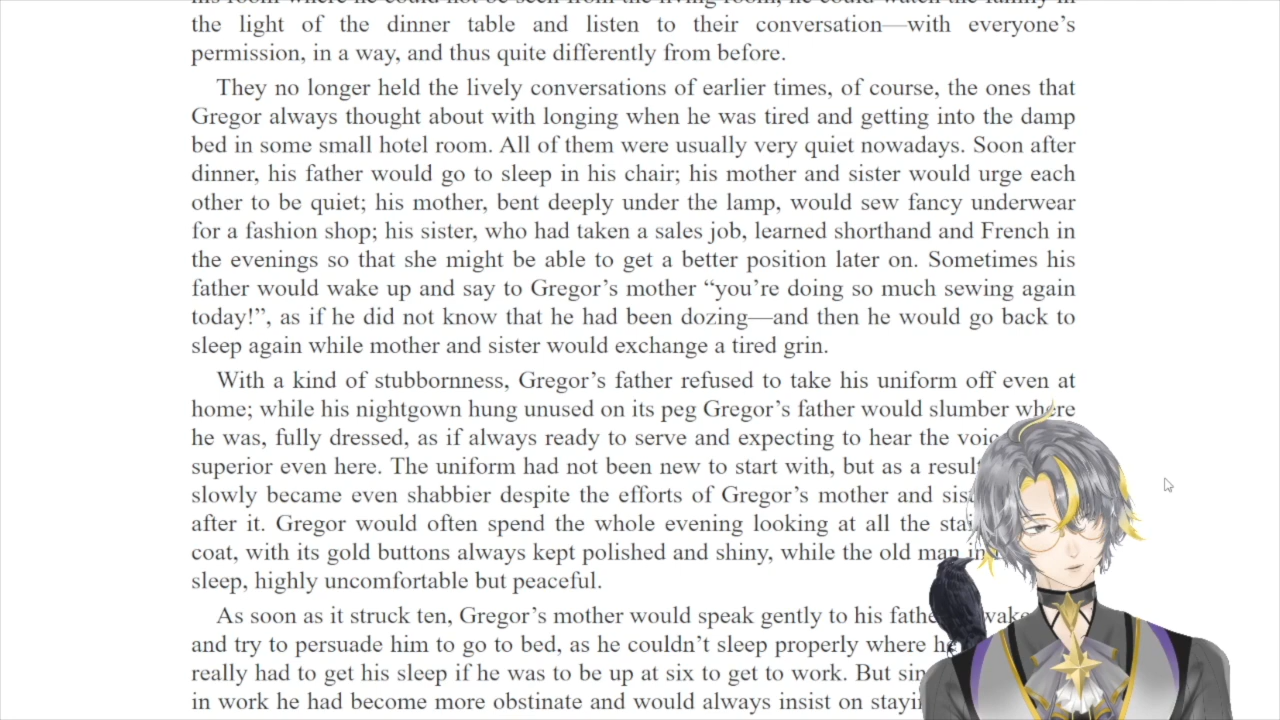 the light of the dinner table and listen to their conversation—with everyone's
permission, in a way, and thus quite differently from before.
They no longer held the lively conversations of earlier times, of course, the ones that
Gregor always thought about with longing when he was tired and getting into the damp
bed in some small hotel room. All of them were usually very quiet nowadays. Soon after
dinner, his father would go to sleep in his chair; his mother and sister would urge each
other to be quiet; his mother, bent deeply under the lamp, would sew fancy underwear
for a fashion shop; his sister, who had taken a sales job, learned shorthand and French in
the evenings so that she might be able to get a better position later on. Sometimes his
father would wake up and say to Gregor's mother “you're doing so much sewing again
today!”, as if he did not know that he had been dozing—and then he would go back to
sleep again while mother and sister would exchange a tired grin.
With a kind of stubbornness, Gregor's father refused to take his uniform off even at
home; while his nightgown hung unused on its peg Gregor's father would slumber where
he was, fully dressed, as if always ready to serve and expecting to hear the
superior even here. The uniform had not been new to start with, but as a
slowly became even shabbier despite the efforts of Gregor's mother and
after it. Gregor would often spend the whole evening looking at all the
coat, with its gold buttons always kept polished and shiny, while the old man
sleep, highly uncomfortable but peaceful.
As soon as it struck ten, Gregor's mother would speak gently to his
and try to persuade him to go to bed, as he couldn't sleep properly where
really had to get his sleep if he was to be up at six to get to work. But
in work he had become more obstinate and would always insist on